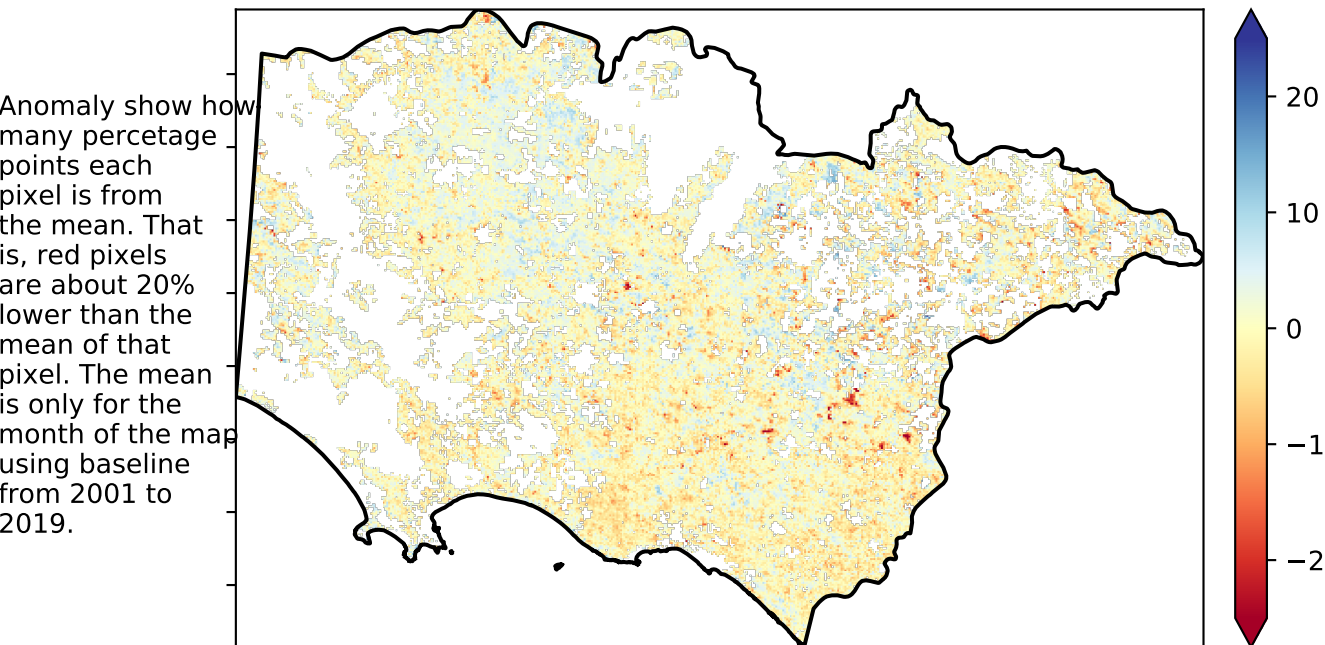 Anomaly show how
many percetage
points each
pixel is from
the mean. That
is, red pixels
are about 20%
lower than the
mean of that
pixel. The mean
is only for the
month of the map
using baseline
from 2001 to
2019.
20
10
0
−1
−2